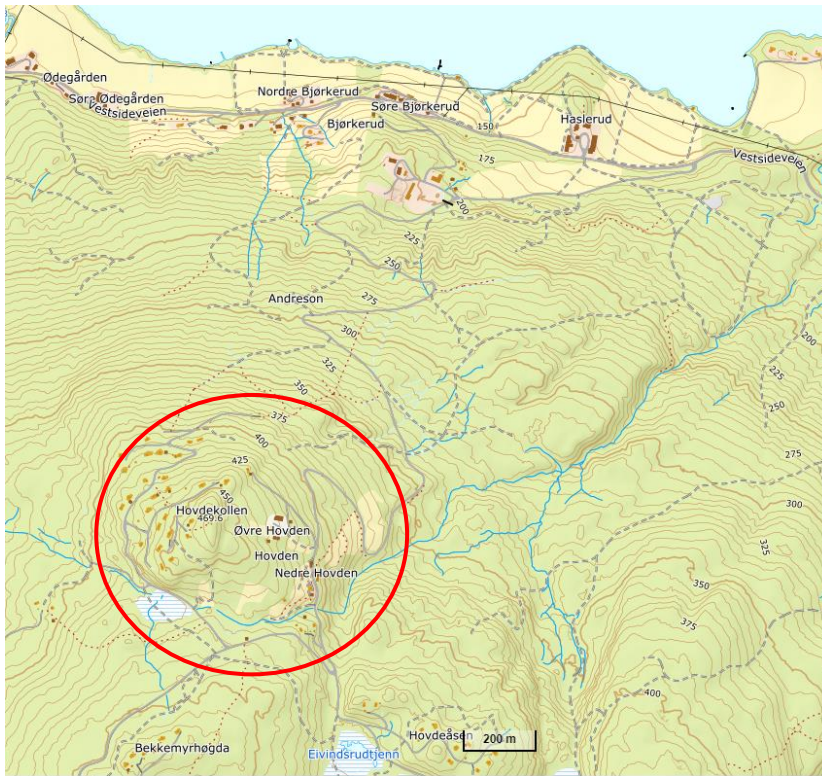 Ødegården
Søre Ødegården
Vestsideveien
Nordre Bjørkerud
Søre Bjørkerud
Bjørkerud
150
Haslerud
175
Vestsideveien
200
225
250
275
Andreson
300
325
350
200
225
250
375
400
425
275
450
Hovdekollen
469.6
Øvre Hovden
Hovden
Nedre Hovden
300
325
350
375
400
Bekkemyrhøgda
Eivindsrudtjenn
Hovdeåsen
200 m